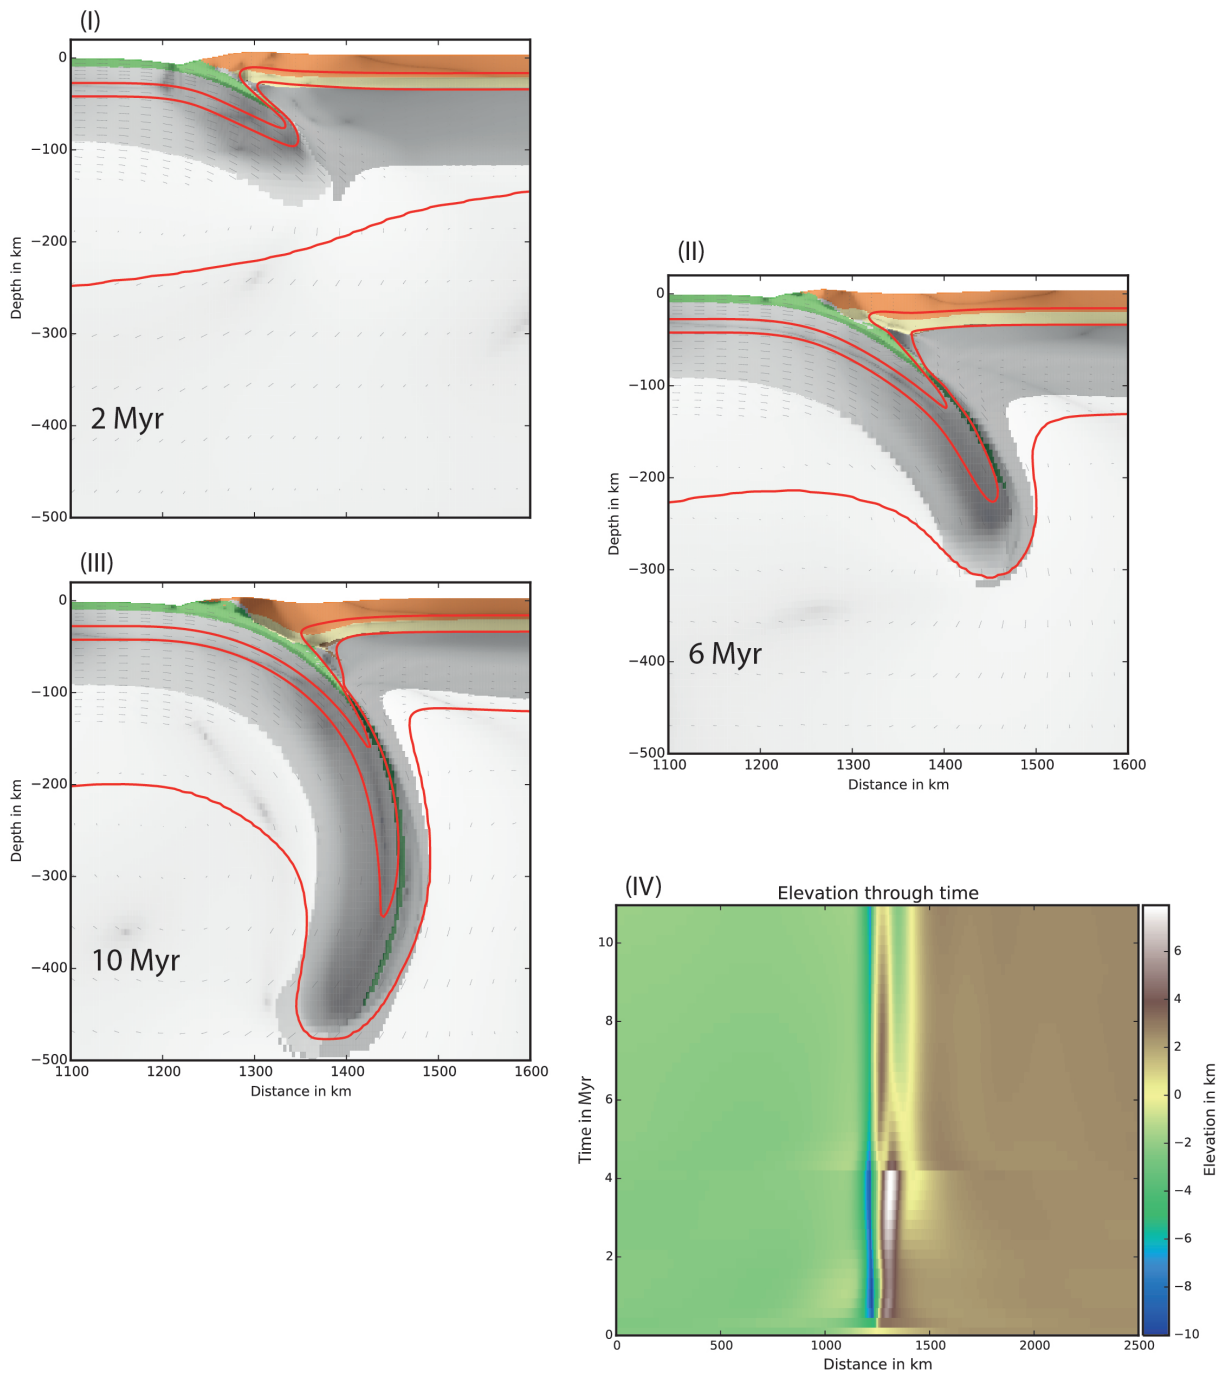 (I)
0
−100
−200
−300
−400
−500
Depth in km
2 Myr
(II)
0
−100
−200
−300
−400
−500
Depth in km
6 Myr
1100 1200 1300 1400 1500 1600
Distance in km
(III)
0
−100
−200
−300
−400
−500
Depth in km
10 Myr
1100 1200 1300 1400 1500 1600
Distance in km
(IV)
Elevation through time
10
8
6
4
2
0
Time in Myr
0 500 1000 1500 2000 2500
Distance in km
6
4
2
0
−2
−4
−6
−8
−10
Elevation in km